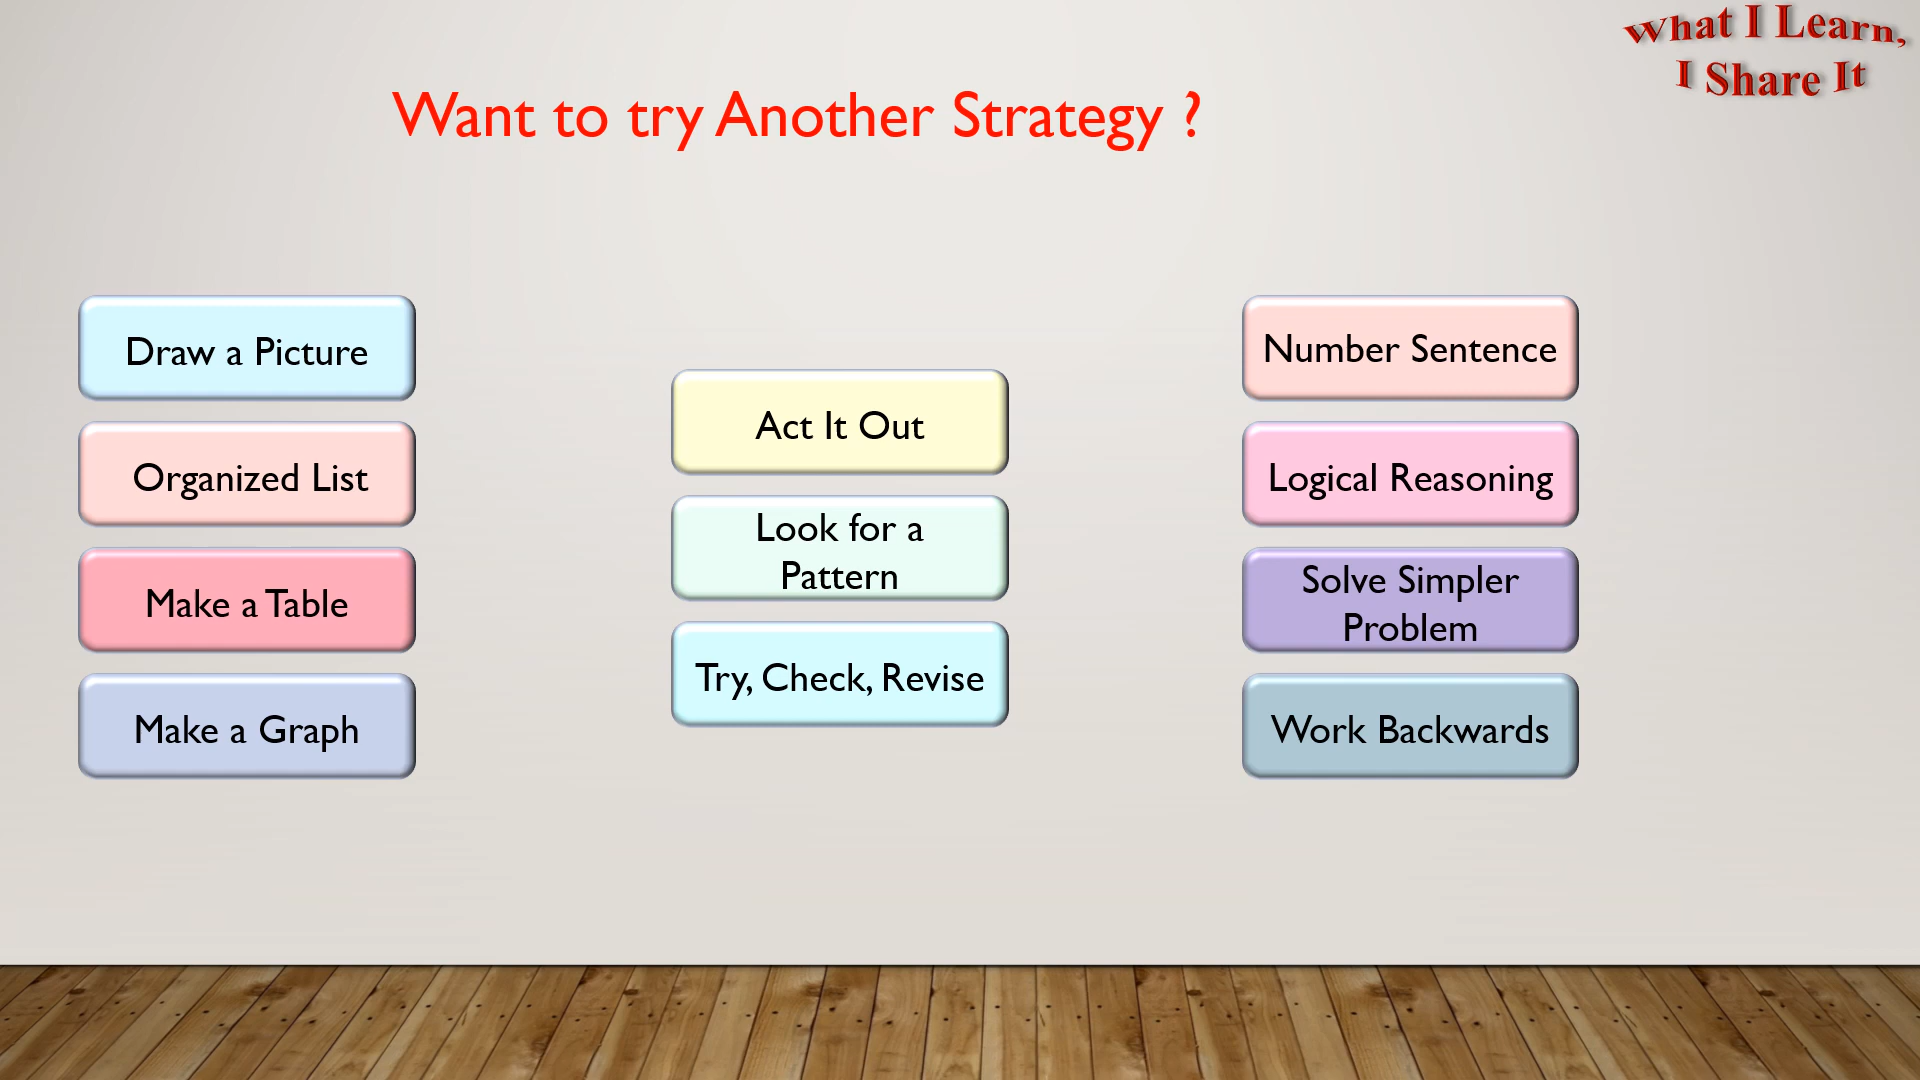 What I Learn,
I Share It
Want to try Another Strategy ?
Draw a Picture
Organized List
Make a Table
Make a Graph
Act It Out
Look for a
Pattern
Try, Check, Revise
Number Sentence
Logical Reasoning
Solve Simpler
Problem
Work Backwards